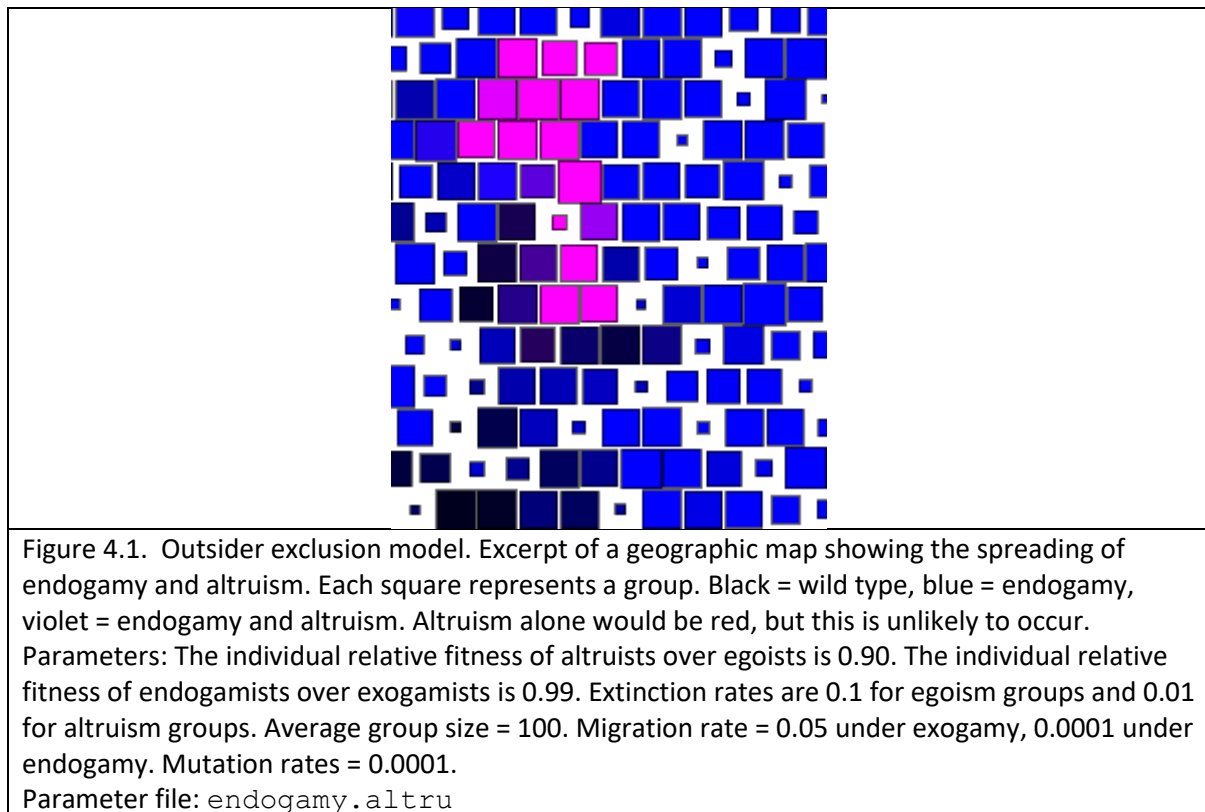 Figure 4.1.  Outsider exclusion model. Excerpt of a geographic map showing the spreading of
endogamy and altruism. Each square represents a group. Black = wild type, blue = endogamy,
violet = endogamy and altruism. Altruism alone would be red, but this is unlikely to occur.
Parameters: The individual relative fitness of altruists over egoists is 0.90. The individual relative
fitness of endogamists over exogamists is 0.99. Extinction rates are 0.1 for egoism groups and 0.01
for altruism groups. Average group size = 100. Migration rate = 0.05 under exogamy, 0.0001 under
endogamy. Mutation rates = 0.0001.
Parameter file: endogamy.altru